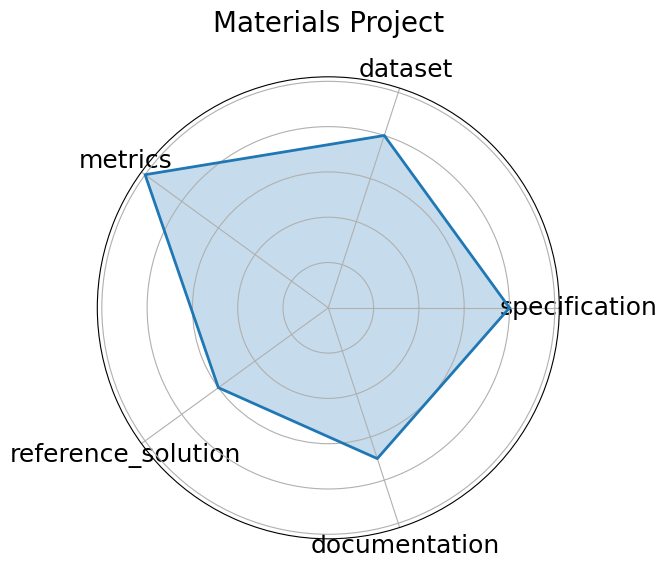 Materials Project
dataset
metrics
specification
reference_solution
documentation